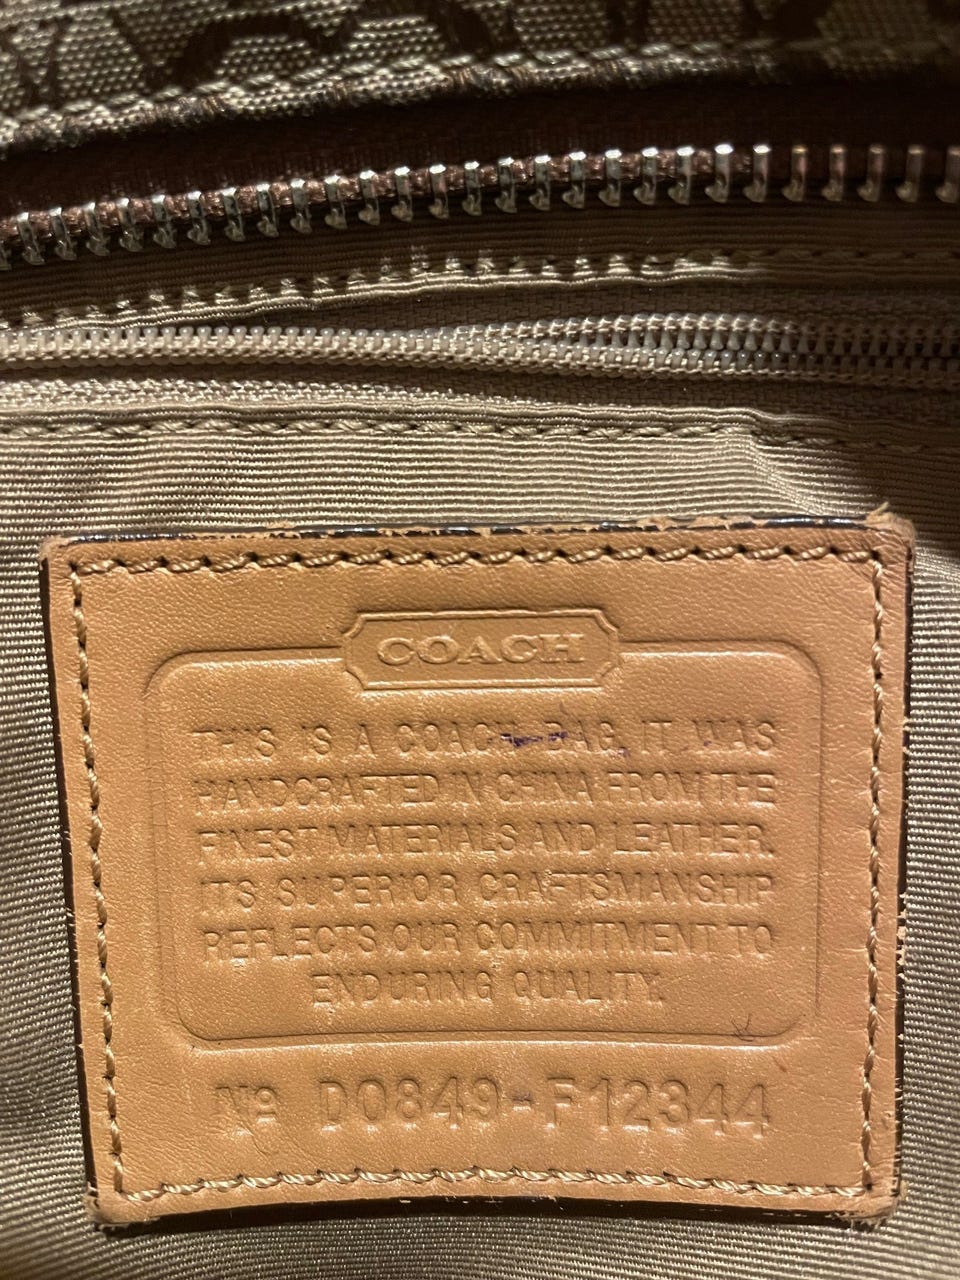 COACH
THIS IS A COACH BAG. IT WAS
HANDCRAFTED IN CHINA FROM THE
FINEST MATERIALS AND LEATHER.
ITS SUPERIOR CRAFTSMANSHIP
REFLECTS OUR COMMITMENT TO
ENDURING QUALITY.
Nº D0849-F12344